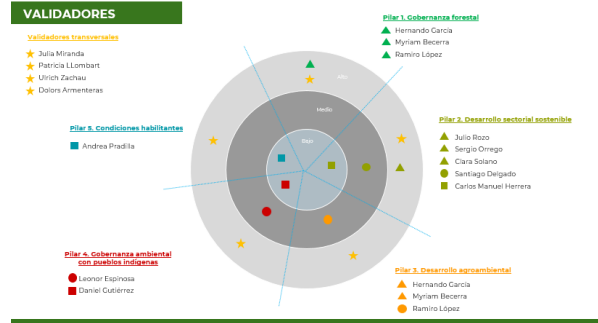 VALIDADORES
Validadores transversales
Julia Miranda
Patricia LLombart
Ulrich Zachau
Dolors Armenteras
Pilar 1. Gobernanza forestal
Hernando García
Myriam Becerra
Ramiro López
Alto
Medio
Bajo
Pilar 5. Condiciones habilitantes
Andrea Pradilla
Pilar 2. Desarrollo sectorial sostenible
Julio Rozo
Sergio Orrego
Clara Solano
Santiago Delgado
Carlos Manuel Herrera
Pilar 4. Gobernanza ambiental
con pueblos indígenas
Leonor Espinosa
Daniel Gutiérrez
Pilar 3. Desarrollo agroambiental
Hernando García
Myriam Becerra
Ramiro López